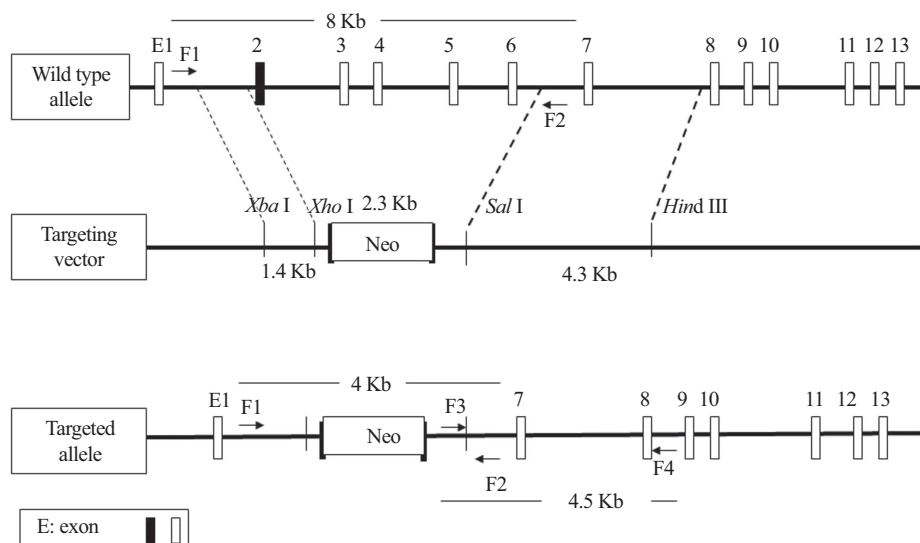 8 Kb
E1 F1 2 3 4 5 6 7 8 9 10 11 12 13
Wild type
allele
F2
Xba I Xho I 2.3 Kb Sal I Hind III
Targeting
vector
Neo
1.4 Kb 4.3 Kb
4 Kb
E1 F1 F3 7 8 9 10 11 12 13
Targeted
allele
Neo
F2 F4
4.5 Kb
E: exon